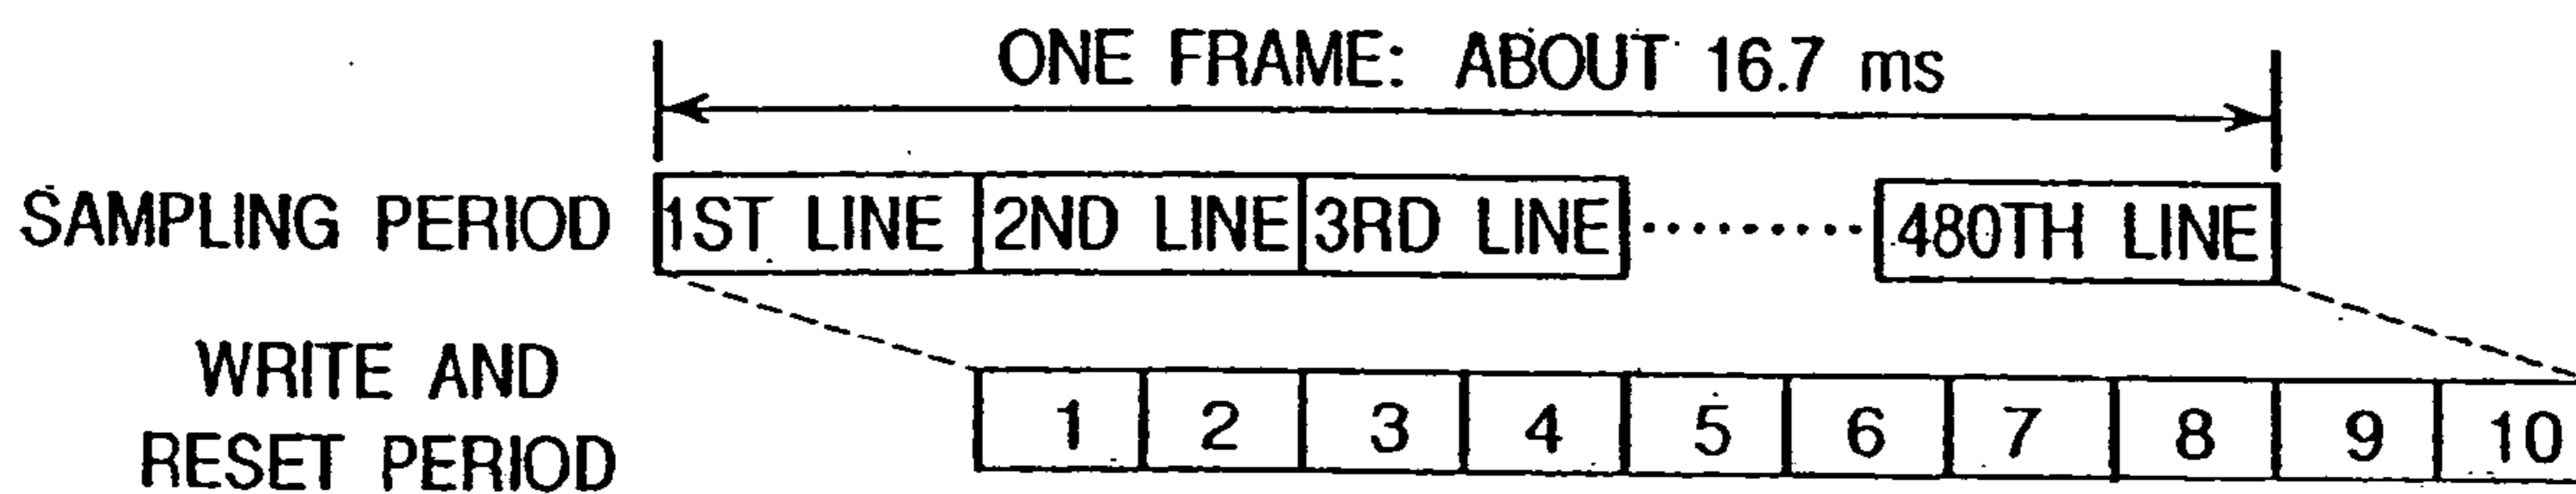 ONE FRAME: ABOUT 16.7 ms
SAMPLING PERIOD 1ST LINE 2ND LINE 3RD LINE ......... 480TH LINE
WRITE AND
RESET PERIOD
1 2 3 4 5 6 7 8 9 10